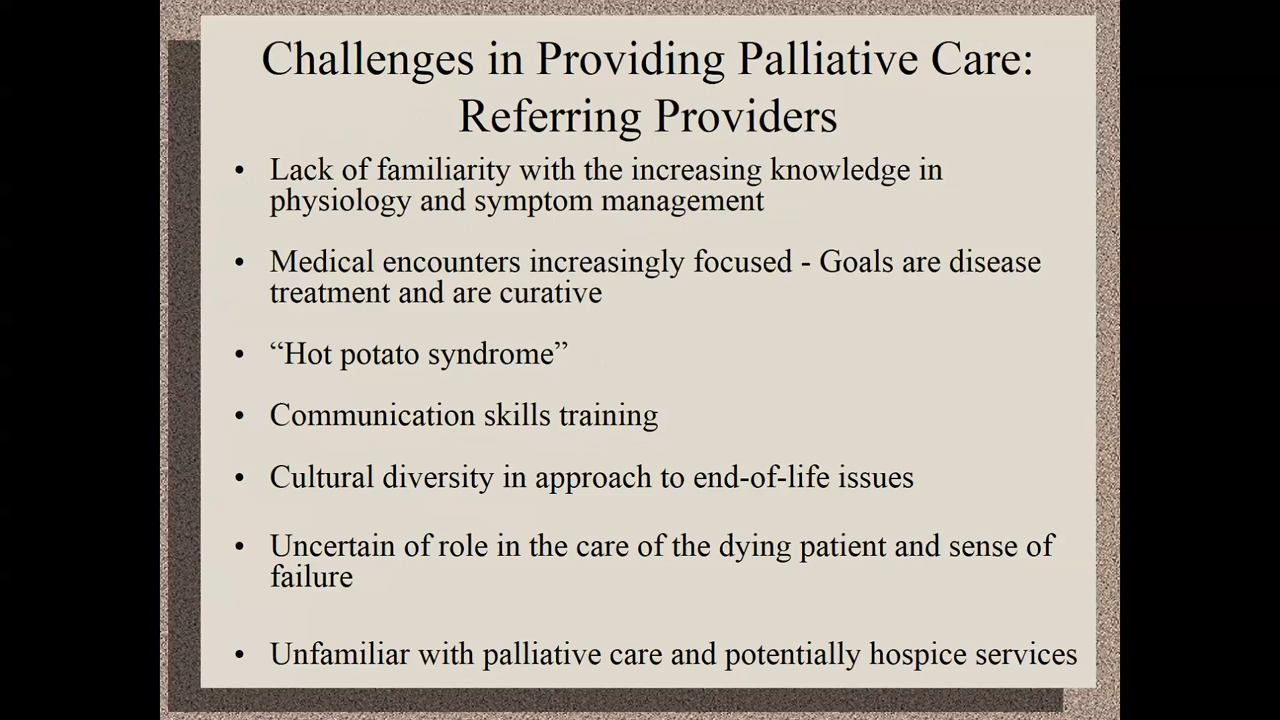 Challenges in Providing Palliative Care:
Referring Providers
• Lack of familiarity with the increasing knowledge in
physiology and symptom management
• Medical encounters increasingly focused - Goals are disease
treatment and are curative
• “Hot potato syndrome”
• Communication skills training
• Cultural diversity in approach to end-of-life issues
• Uncertain of role in the care of the dying patient and sense of
failure
• Unfamiliar with palliative care and potentially hospice services